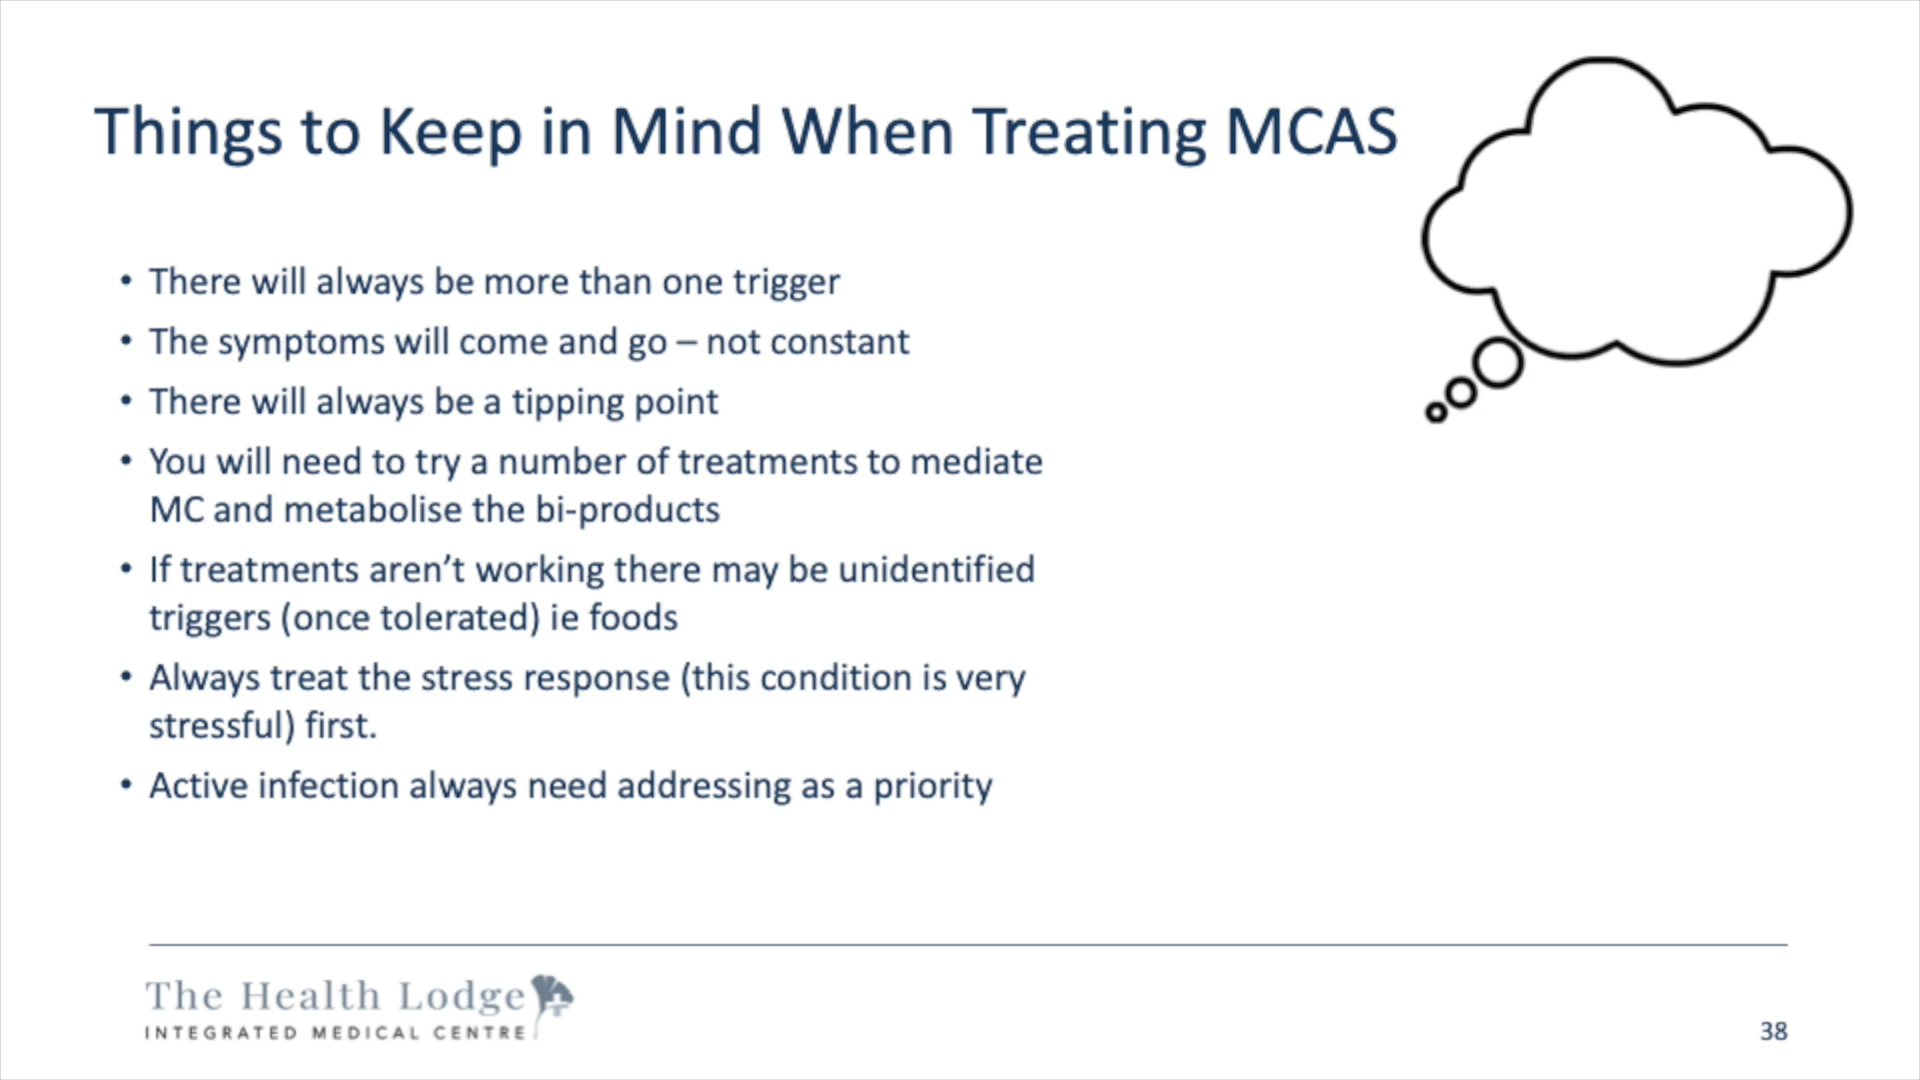 Things to Keep in Mind When Treating MCAS
• There will always be more than one trigger
• The symptoms will come and go – not constant
• There will always be a tipping point
• You will need to try a number of treatments to mediate
MC and metabolise the bi-products
• If treatments aren’t working there may be unidentified
triggers (once tolerated) ie foods
• Always treat the stress response (this condition is very
stressful) first.
• Active infection always need addressing as a priority
The Health Lodge
INTEGRATED MEDICAL CENTRE
38